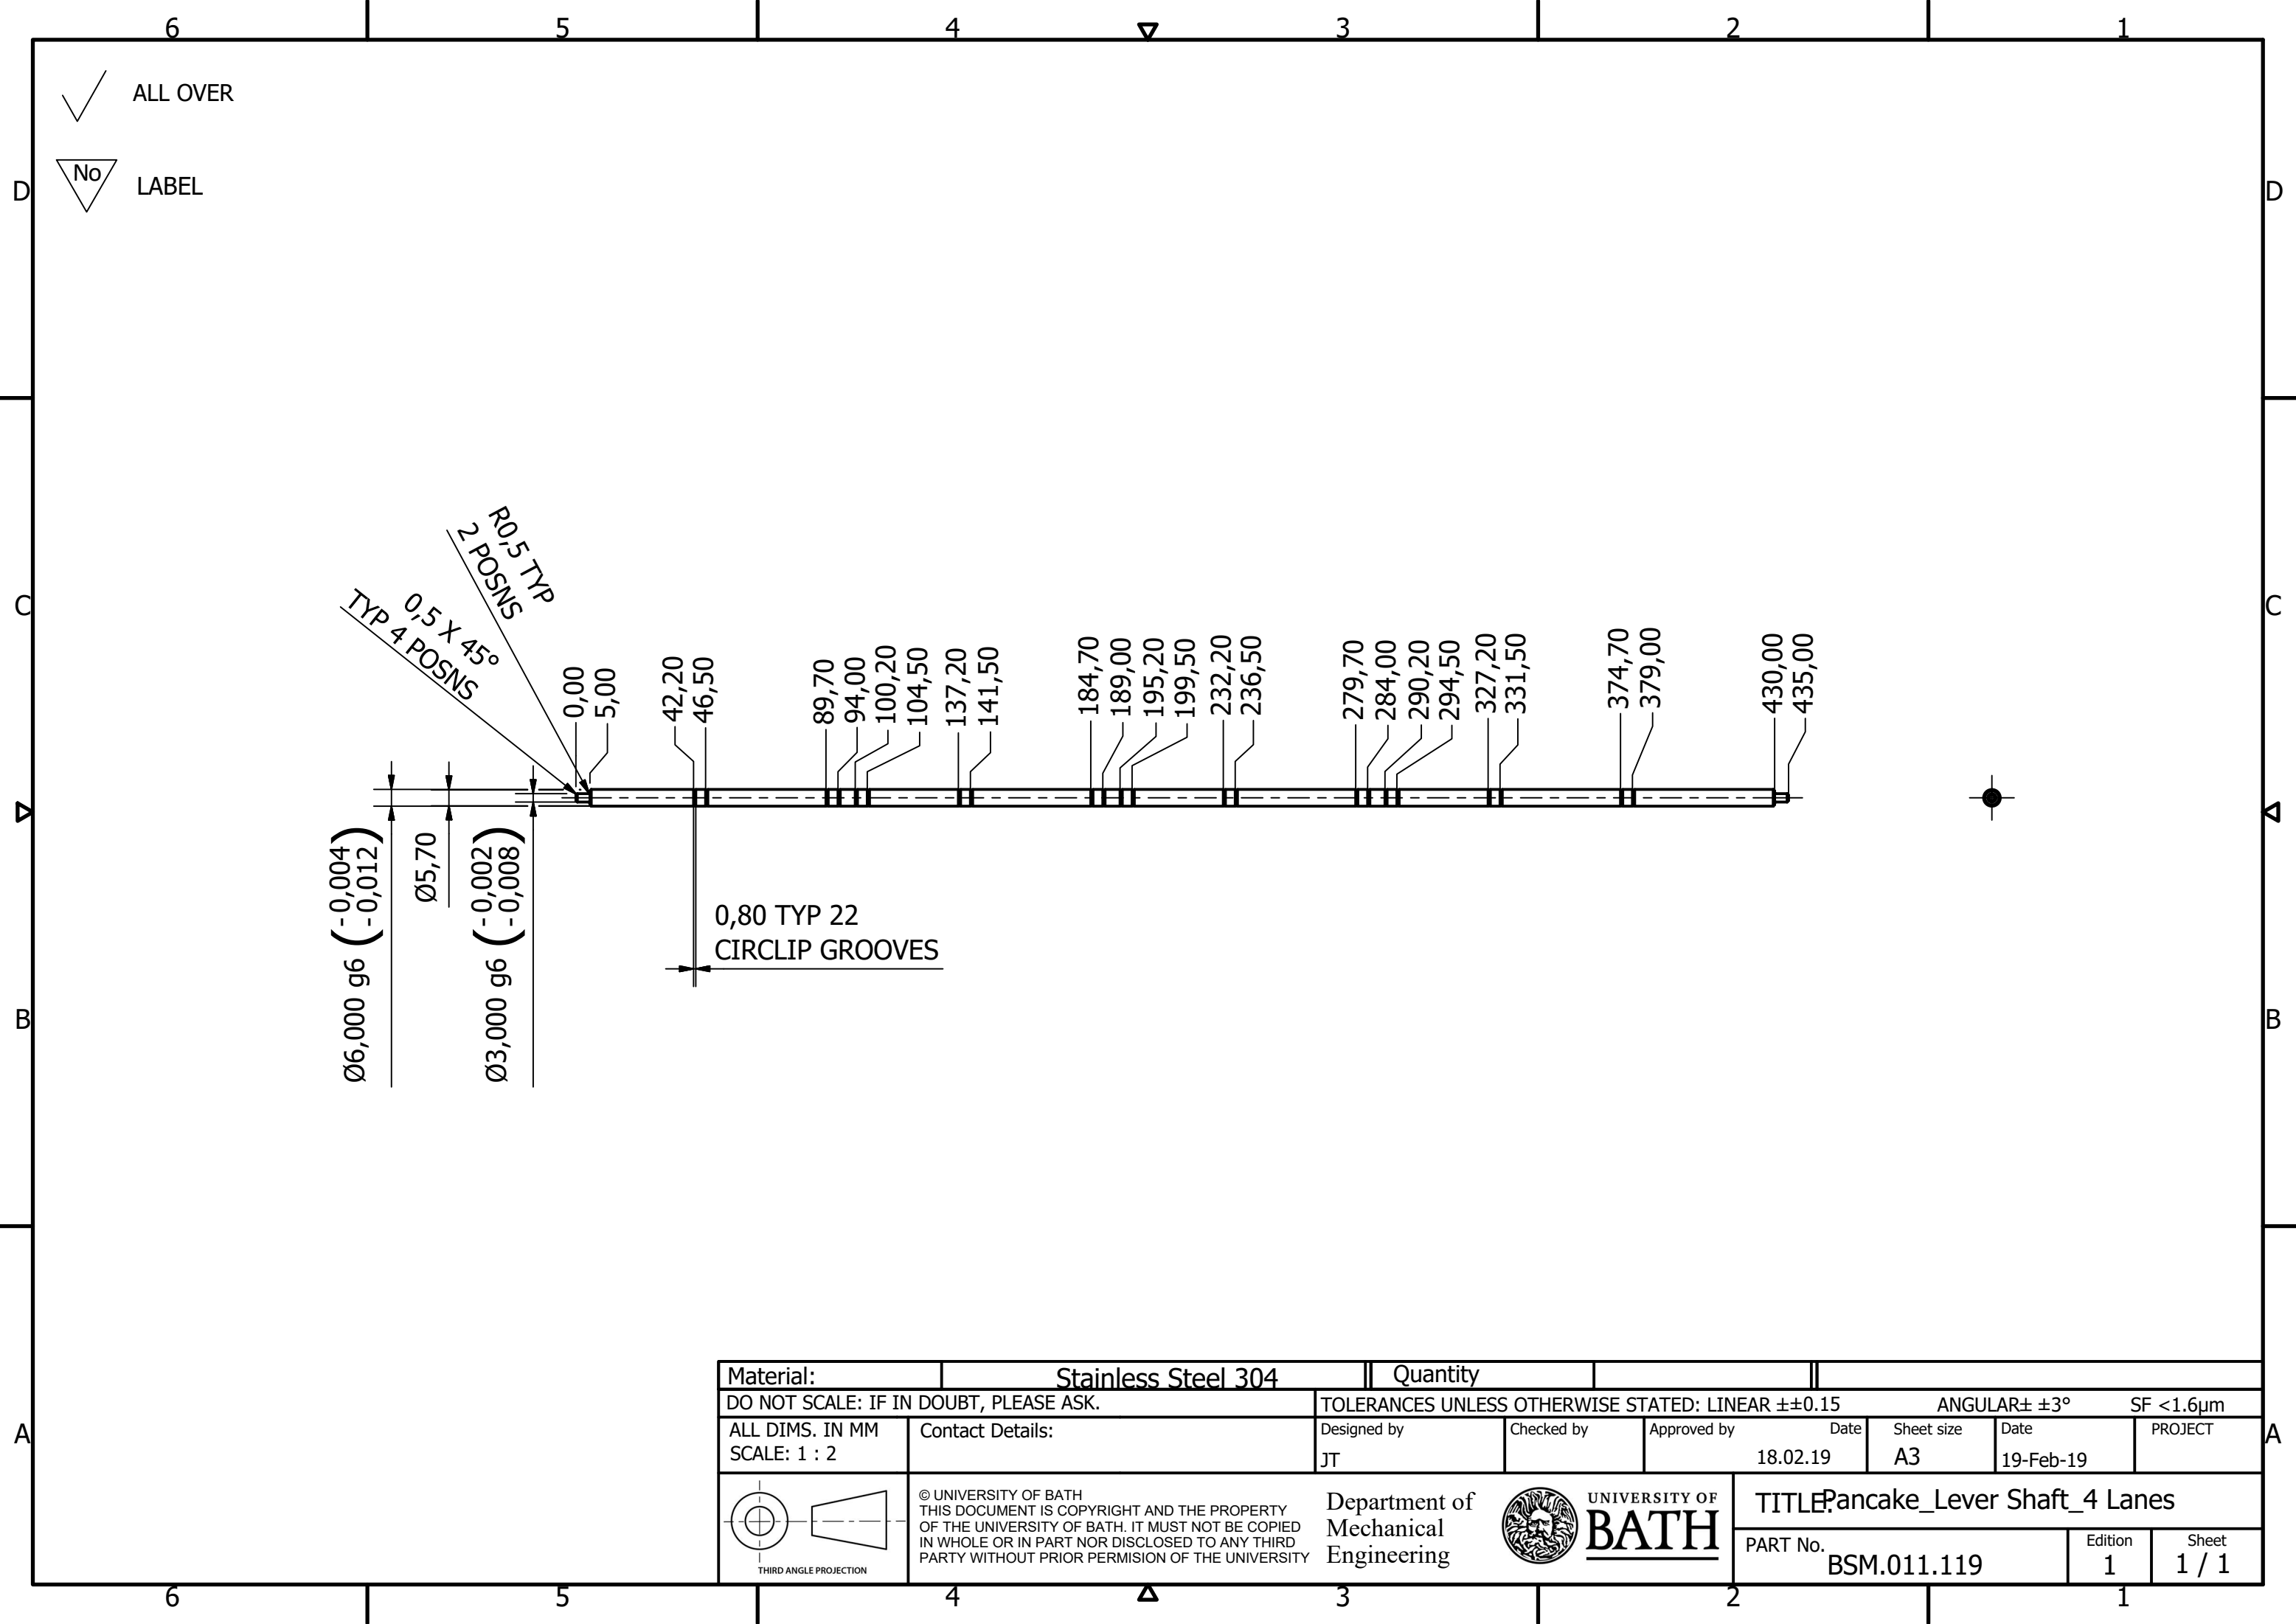 6 5 4 3 2 1
ALL OVER
No LABEL
D D
C C
R0,5 TYP
2 POSNS
0,5 X 45°
TYP 4 POSNS
0,00
5,00
42,20
46,50
89,70
94,00
100,20
104,50
137,20
141,50
184,70
189,00
195,20
199,50
232,20
236,50
279,70
284,00
290,20
294,50
327,20
331,50
374,70
379,00
430,00
435,00
Ø6,000 g6 (-0,004 -0,012)
Ø5,70
Ø3,000 g6 (-0,002 -0,008)
0,80 TYP 22
CIRCLIP GROOVES
B B
A A
Material: Stainless Steel 304 Quantity
DO NOT SCALE: IF IN DOUBT, PLEASE ASK. TOLERANCES UNLESS OTHERWISE STATED: LINEAR ±±0.15 ANGULAR± ±3° SF <1.6µm
ALL DIMS. IN MM
SCALE: 1 : 2
Contact Details:
Designed by
JT
Checked by
Approved by
Date
18.02.19
Sheet size
A3
Date
19-Feb-19
PROJECT
THIRD ANGLE PROJECTION
© UNIVERSITY OF BATH
THIS DOCUMENT IS COPYRIGHT AND THE PROPERTY
OF THE UNIVERSITY OF BATH. IT MUST NOT BE COPIED
IN WHOLE OR IN PART NOR DISCLOSED TO ANY THIRD
PARTY WITHOUT PRIOR PERMISION OF THE UNIVERSITY
Department of
Mechanical
Engineering
UNIVERSITY OF
BATH
TITLE: Pancake_Lever Shaft_4 Lanes
PART No. BSM.011.119
Edition
1
Sheet
1 / 1
6 5 4 3 2 1